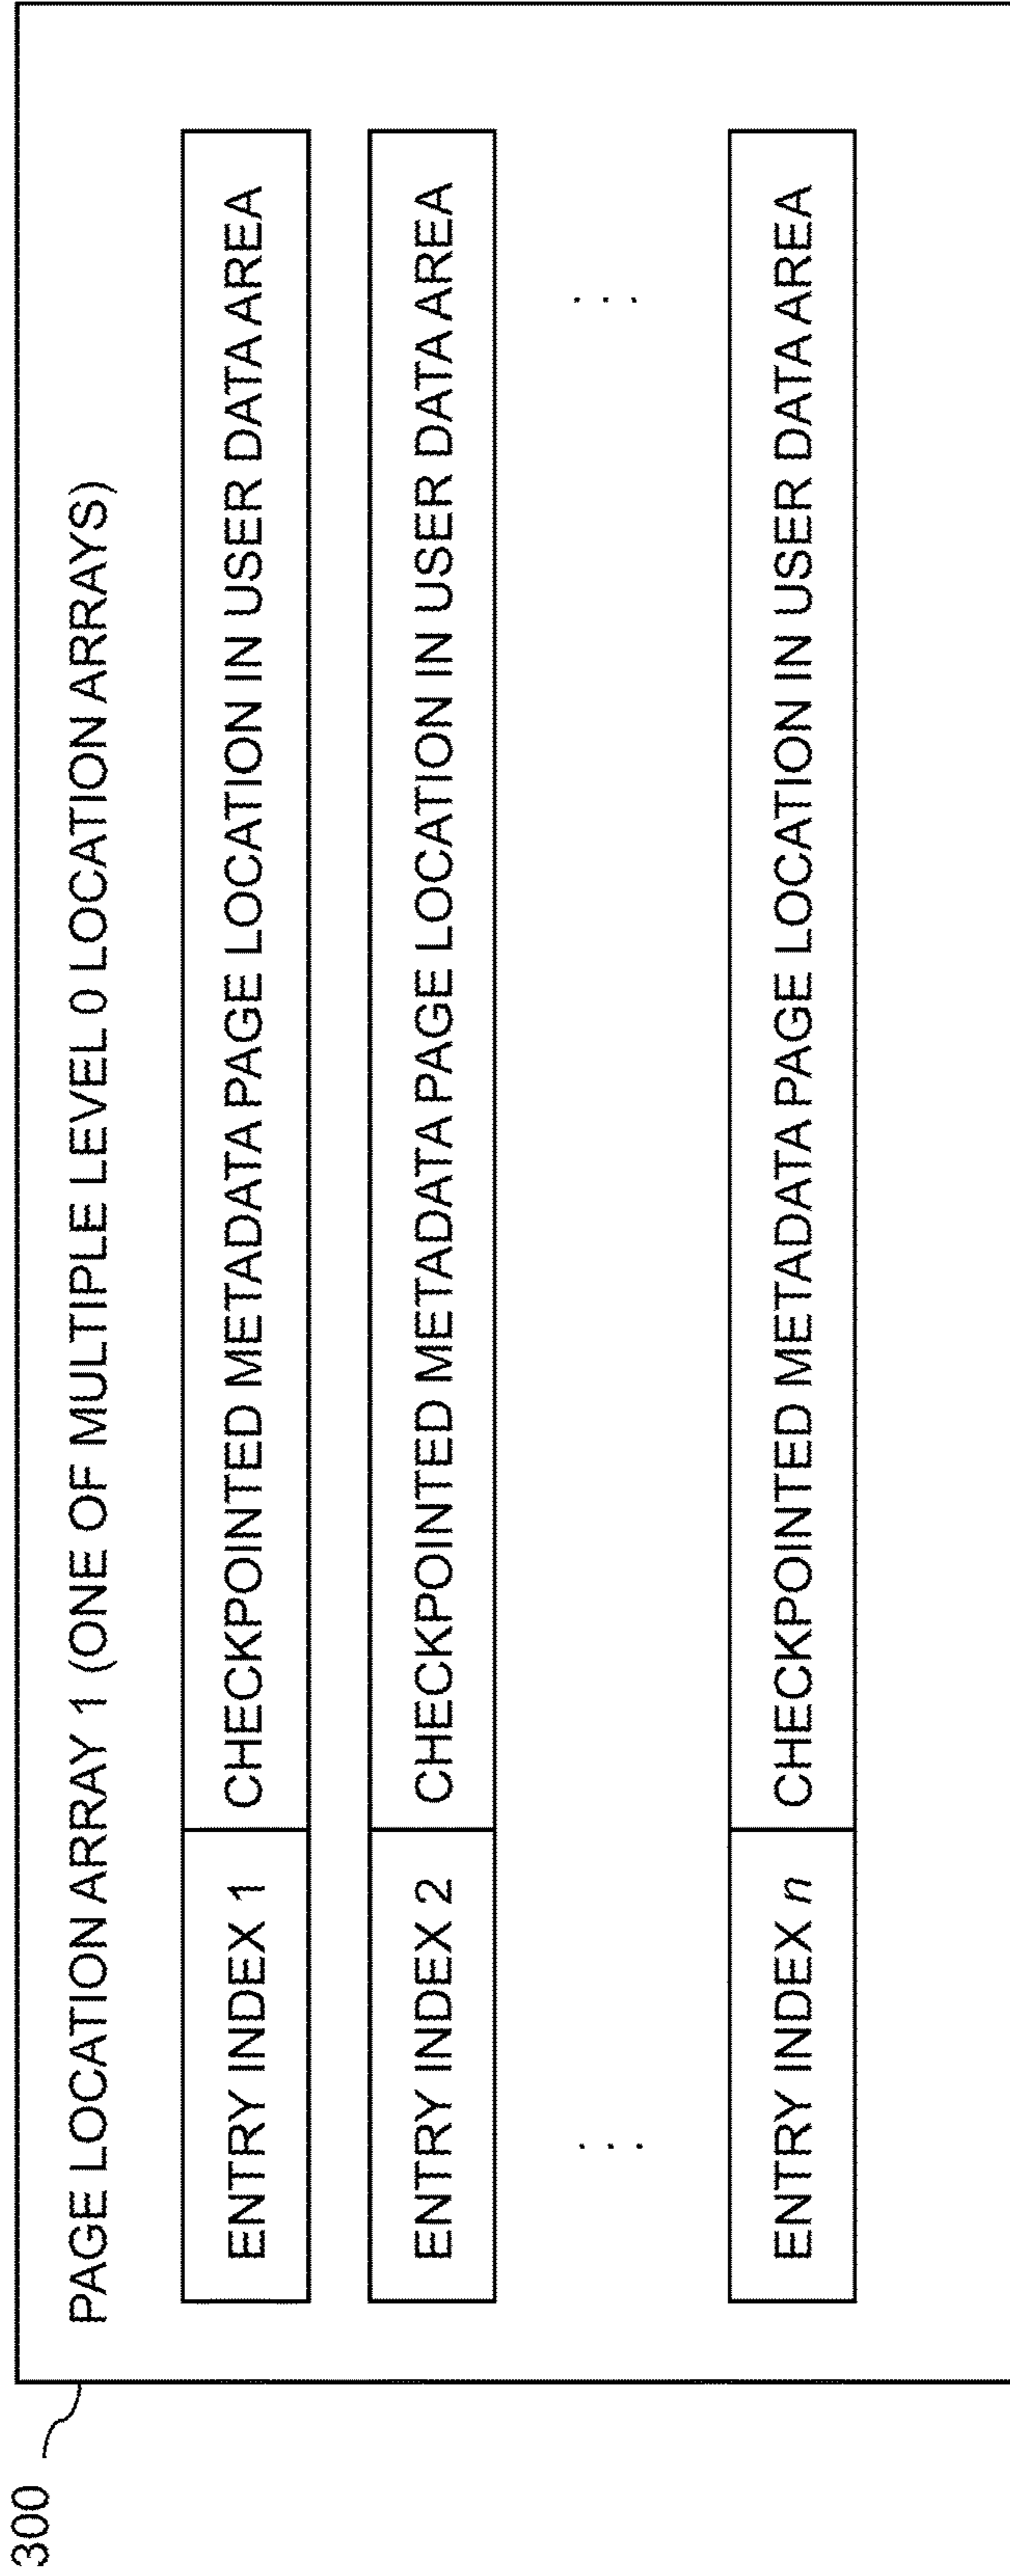 300
PAGE LOCATION ARRAY 1 (ONE OF MULTIPLE LEVEL 0 LOCATION ARRAYS)
ENTRY INDEX 1 CHECKPOINTED METADATA PAGE LOCATION IN USER DATA AREA
ENTRY INDEX 2 CHECKPOINTED METADATA PAGE LOCATION IN USER DATA AREA
. . . . . .
ENTRY INDEX n CHECKPOINTED METADATA PAGE LOCATION IN USER DATA AREA